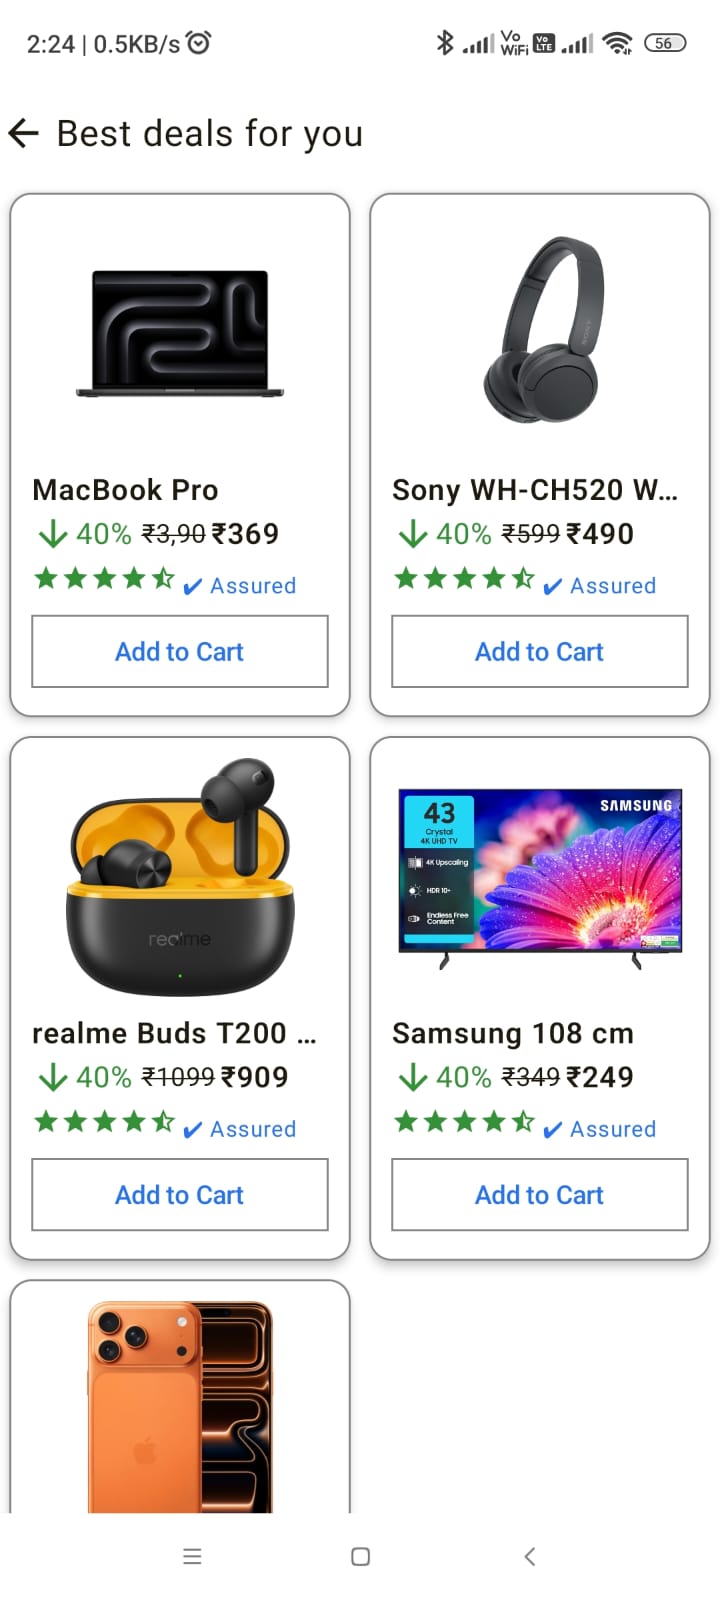 2:24 | 0.5KB/s
Vo WiFi Vo LTE 56
Best deals for you
MacBook Pro
40% ₹3,90 ₹369
✓ Assured
Add to Cart
SONY
Sony WH-CH520 W...
40% ₹599 ₹490
✓ Assured
Add to Cart
realme
realme Buds T200 ...
40% ₹1099 ₹909
✓ Assured
Add to Cart
SAMSUNG
43
Crystal
4K UHD TV
4K Upscaling
HDR 10+
Endless Free
Content
Samsung 108 cm
40% ₹349 ₹249
✓ Assured
Add to Cart